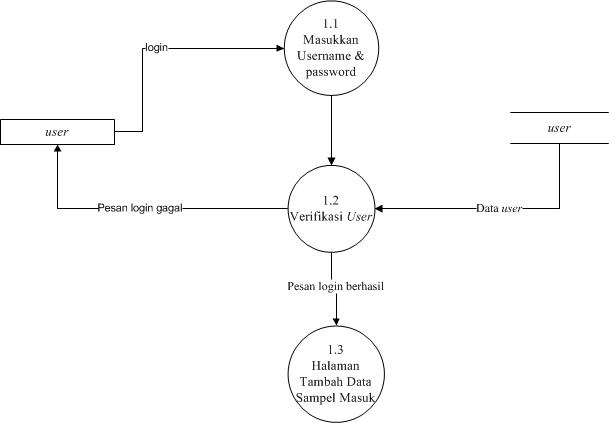 1.1
Masukkan
Username &
password
login
user
user
1.2
Verifikasi User
Pesan login gagal
Data user
Pesan login berhasil
1.3
Halaman
Tambah Data
Sampel Masuk